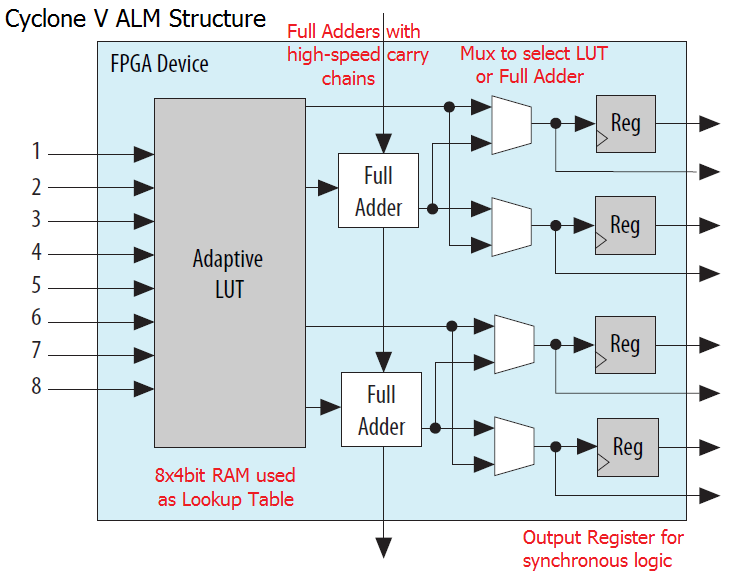 Cyclone V ALM Structure
Full Adders with
high-speed carry
chains
Mux to select LUT
or Full Adder
FPGA Device
1
2
3
4
5
6
7
8
Adaptive
LUT
Full
Adder
Full
Adder
Reg
Reg
Reg
Reg
8x4bit RAM used
as Lookup Table
Output Register for
synchronous logic